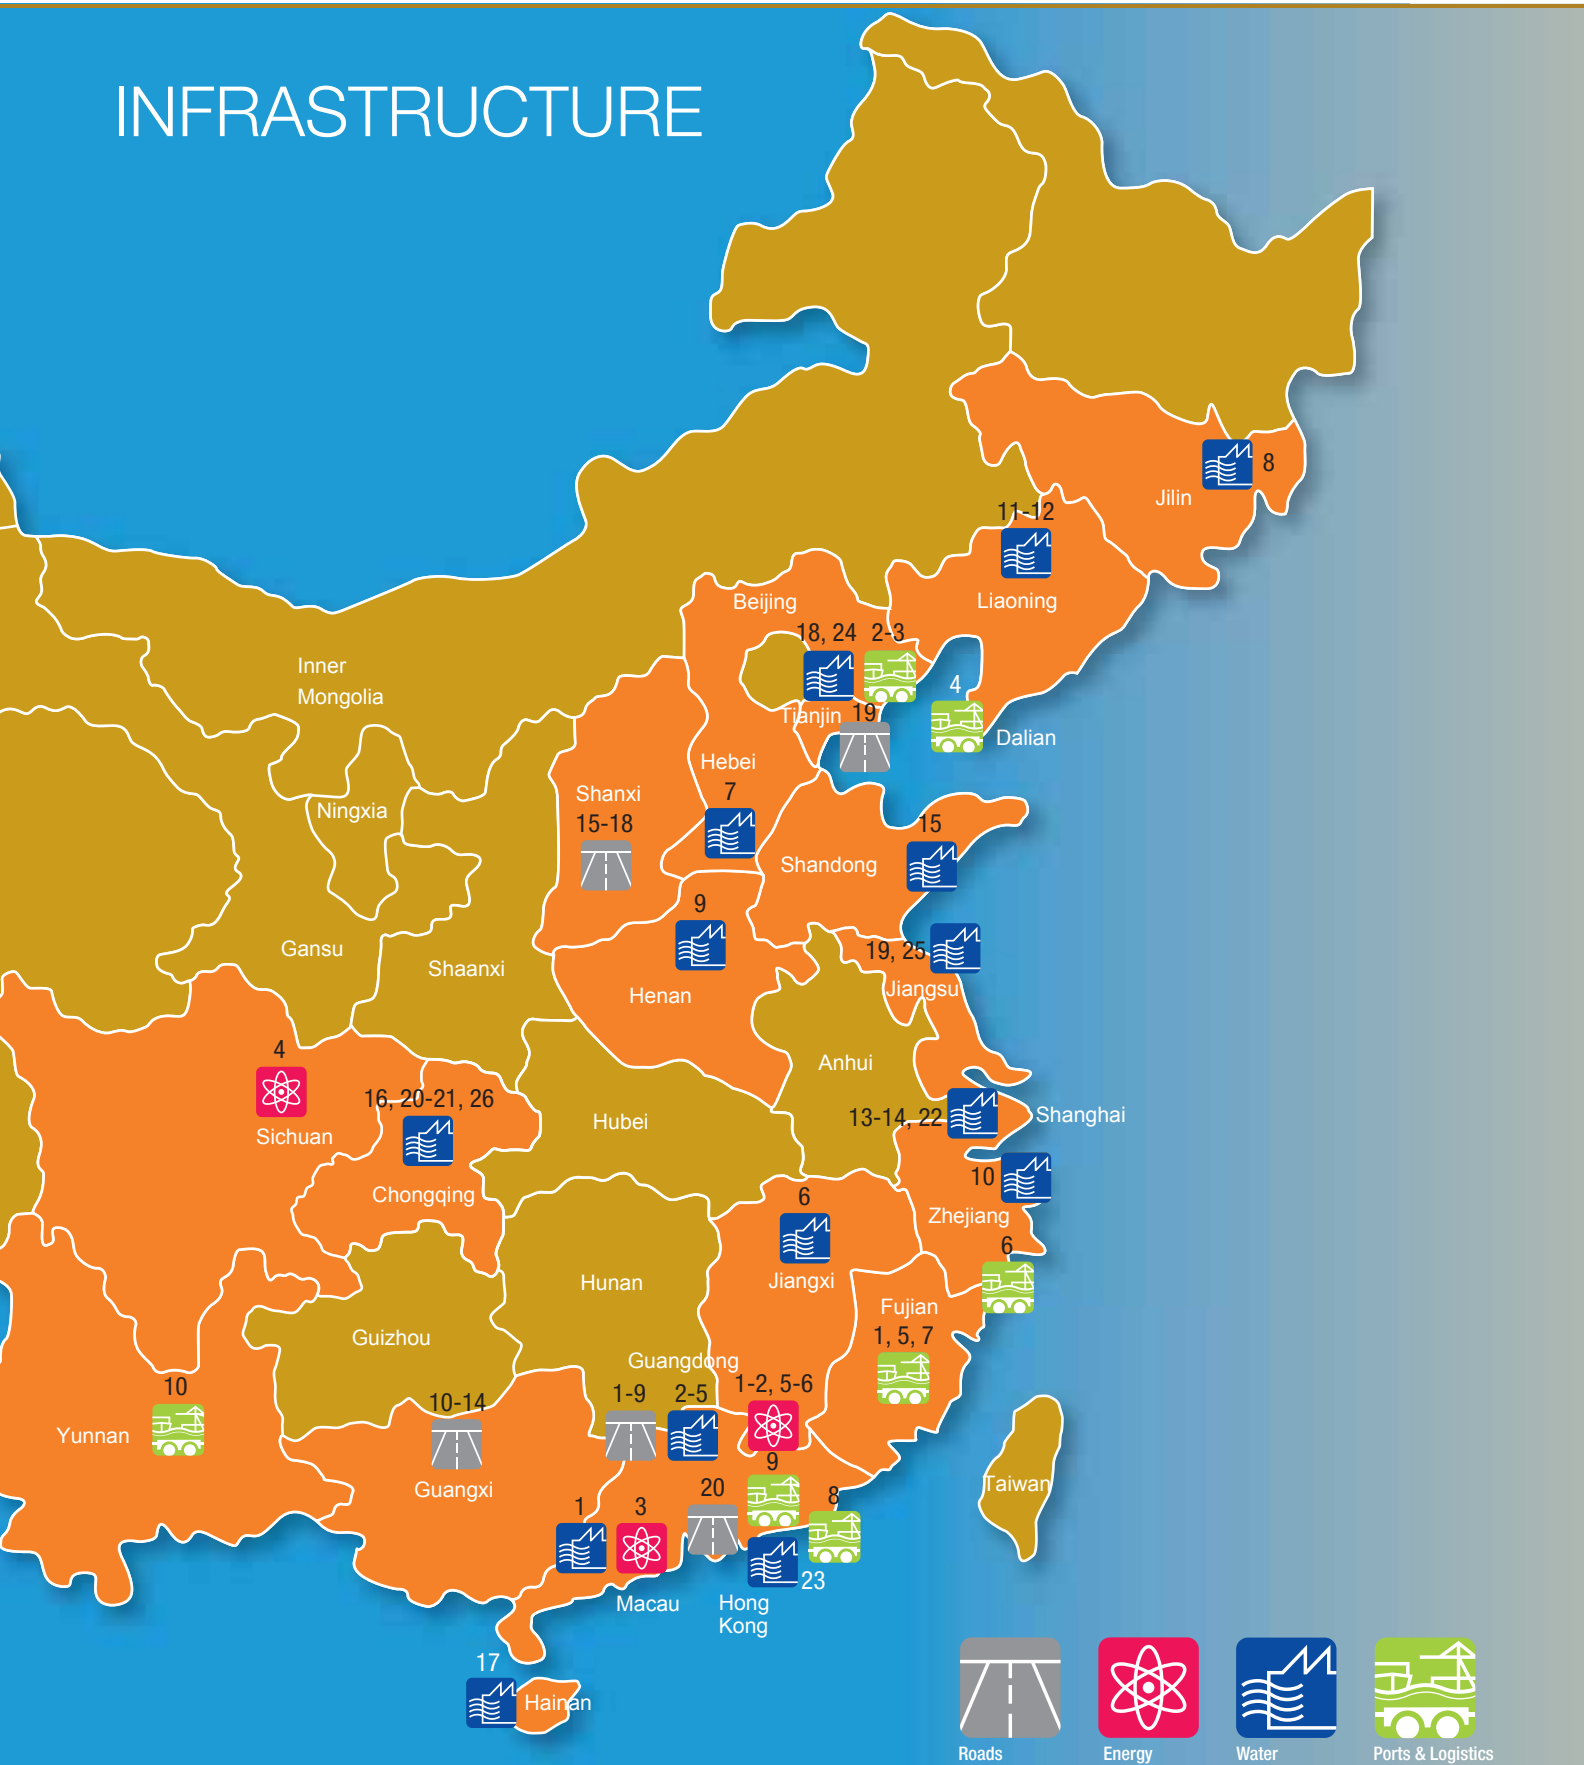 INFRASTRUCTURE
8
Jilin
11-12
Liaoning
Beijing
18, 24
2-3
Inner
Mongolia
4
Tianjin
19
Dalian
Hebei
7
Shanxi
15-18
Ningxia
15
Shandong
9
19, 25
Gansu
Shaanxi
Henan
Jiangsu
4
Anhui
16, 20-21, 26
Sichuan
Hubei
13-14, 22
Shanghai
10
Chongqing
6
Zhejiang
6
Hunan
Jiangxi
Fujian
Guizhou
1, 5, 7
Guangdong
10
10-14
1-9
2-5
1-2, 5-6
Yunnan
9
Guangxi
20
8
Taiwan
1
3
23
Macau
Hong
Kong
17
Hainan
Roads
Energy
Water
Ports & Logistics